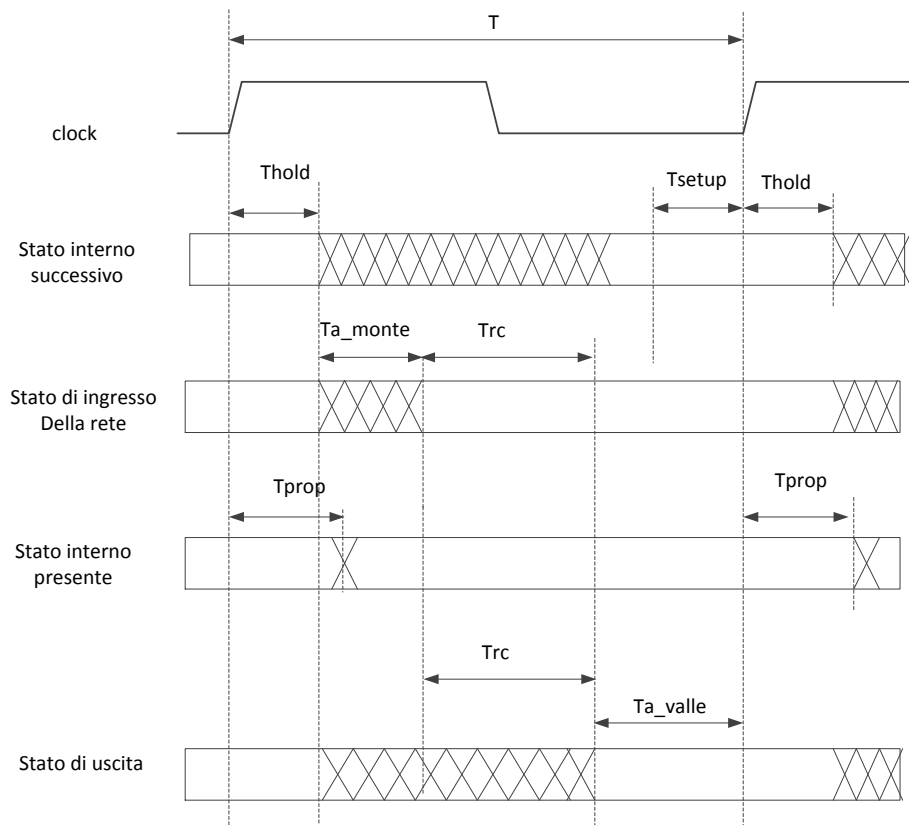 T
clock
Thold
Tsetup
Thold
Stato interno
successivo
Ta_monte
Trc
Stato di ingresso
Della rete
Tprop
Tprop
Stato interno
presente
Trc
Ta_valle
Stato di uscita